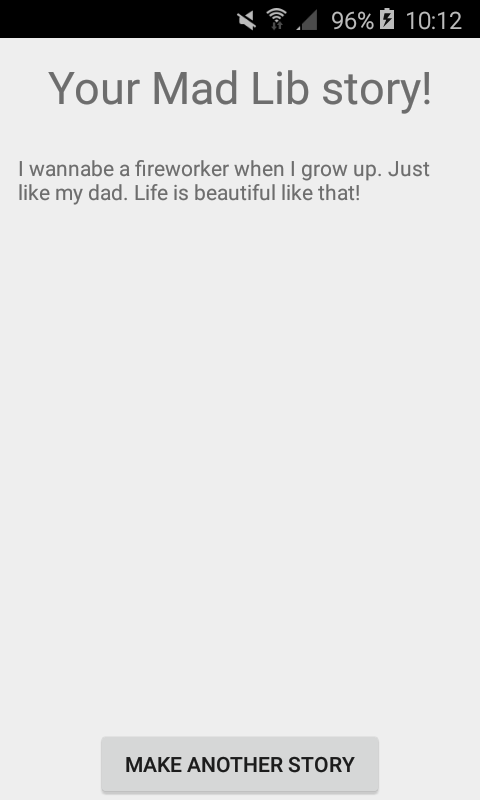 96% 10:12
Your Mad Lib story!
I wannabe a fireworker when I grow up. Just
like my dad. Life is beautiful like that!
MAKE ANOTHER STORY